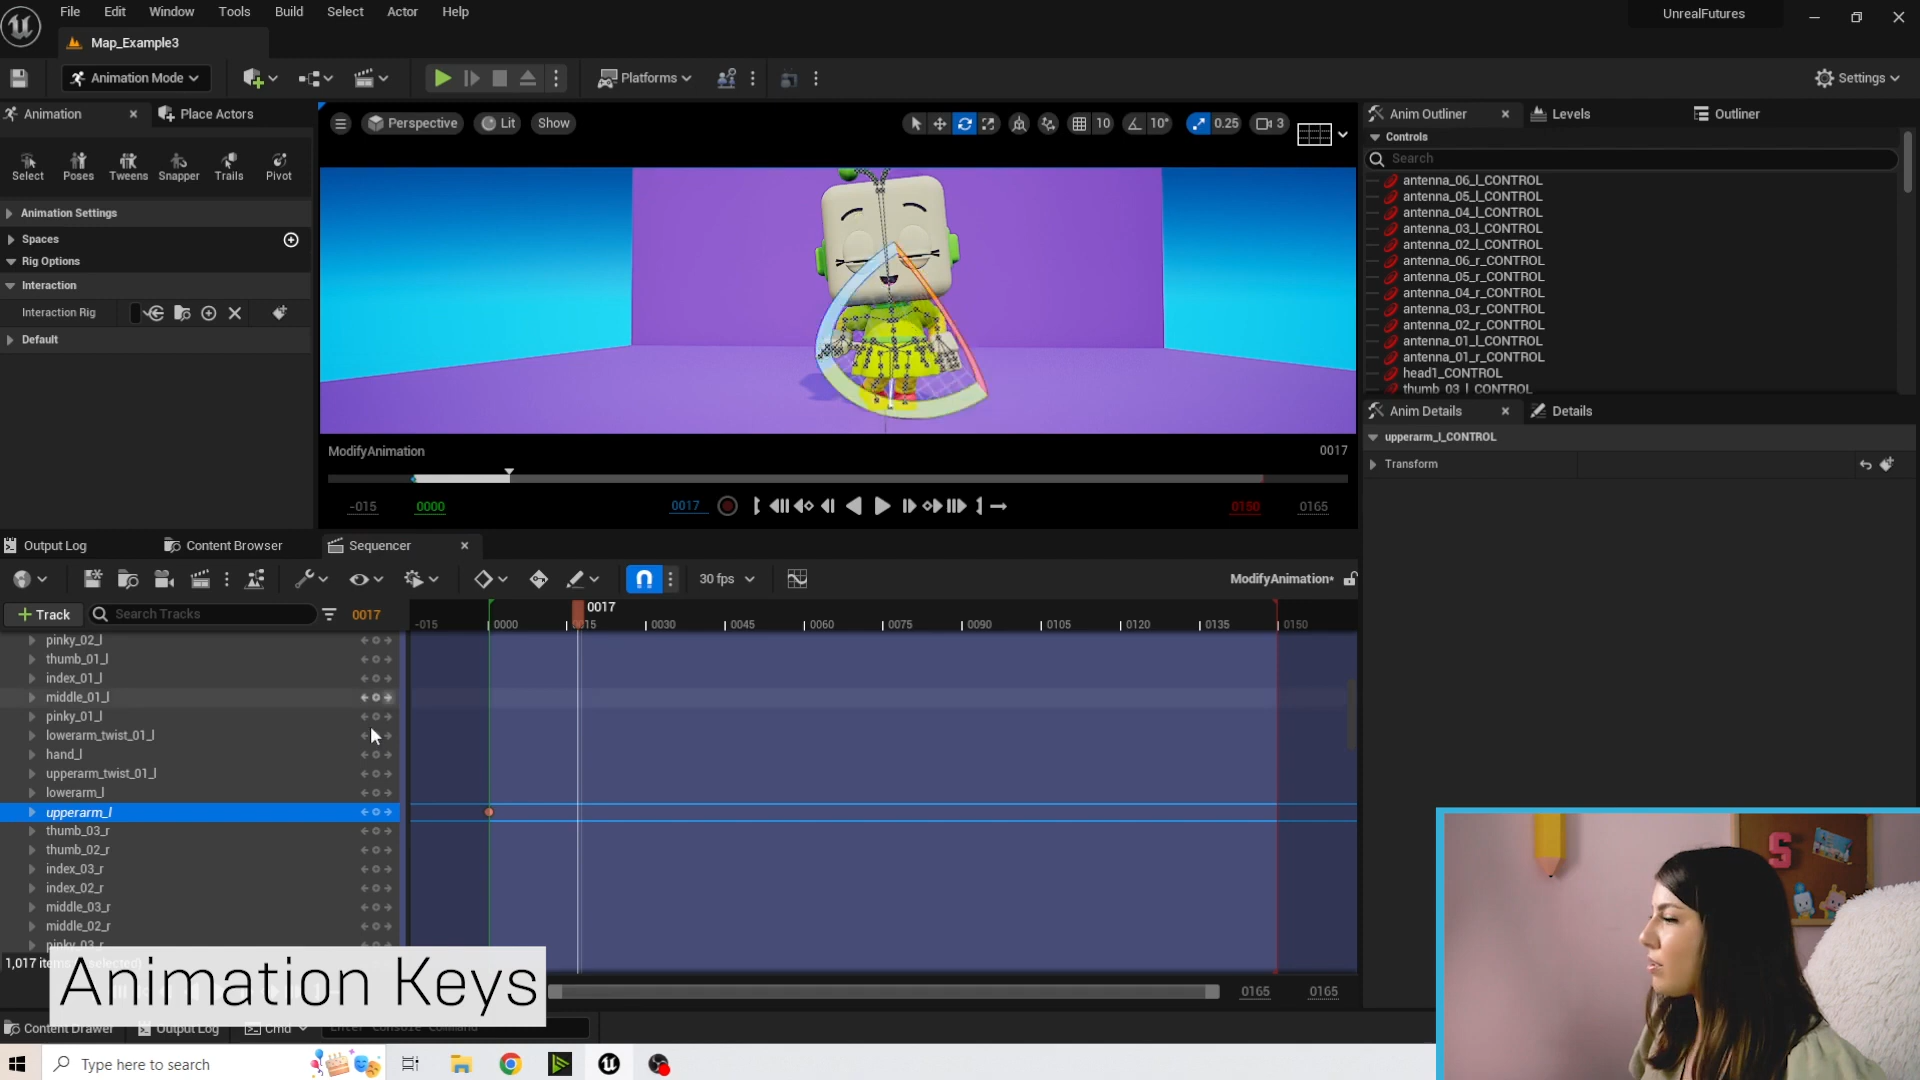 File Edit Window Tools Build Select Actor Help
UnrealFutures
Map_Example3
Animation Mode
Platforms
Settings
Animation
Place Actors
Perspective
Lit
Show
10
10°
0.25
3
Anim Outliner
Levels
Outliner
Controls
Search
Select Poses Tweens Snapper Trails Pivot
antenna_06_l_CONTROL
antenna_05_l_CONTROL
antenna_04_l_CONTROL
antenna_03_l_CONTROL
antenna_02_l_CONTROL
antenna_06_r_CONTROL
antenna_05_r_CONTROL
antenna_04_r_CONTROL
antenna_03_r_CONTROL
antenna_02_r_CONTROL
antenna_01_l_CONTROL
antenna_01_r_CONTROL
head1_CONTROL
thumb_03_l_CONTROL
Animation Settings
Spaces
Rig Options
Interaction
Interaction Rig
Default
Anim Details
Details
upperarm_l_CONTROL
Transform
ModifyAnimation
0017
-015
0000
0017
0150
0165
Output Log
Content Browser
Sequencer
30 fps
ModifyAnimation*
Track
Search Tracks
0017
0017
-015 0000 0015 0030 0045 0060 0075 0090 0105 0120 0135 0150
pinky_02_l
thumb_01_l
index_01_l
middle_01_l
pinky_01_l
lowerarm_twist_01_l
hand_l
upperarm_twist_01_l
lowerarm_l
upperarm_l
thumb_03_r
thumb_02_r
index_03_r
index_02_r
middle_03_r
middle_02_r
pinky_03_r
1,017
Animation Keys
0165
0165
Content Drawer
Output Log
Cmd
Enter Console Command
Type here to search
S